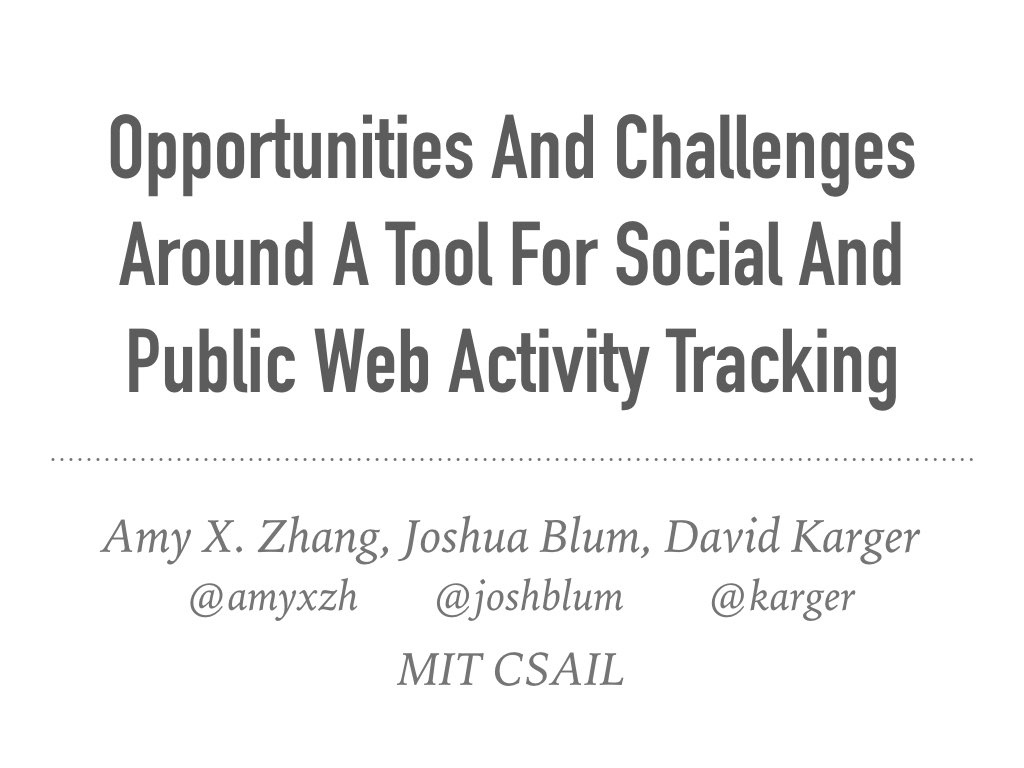 Opportunities And Challenges
Around A Tool For Social And
Public Web Activity Tracking
Amy X. Zhang, Joshua Blum, David Karger
@amyxzh @joshblum @karger
MIT CSAIL